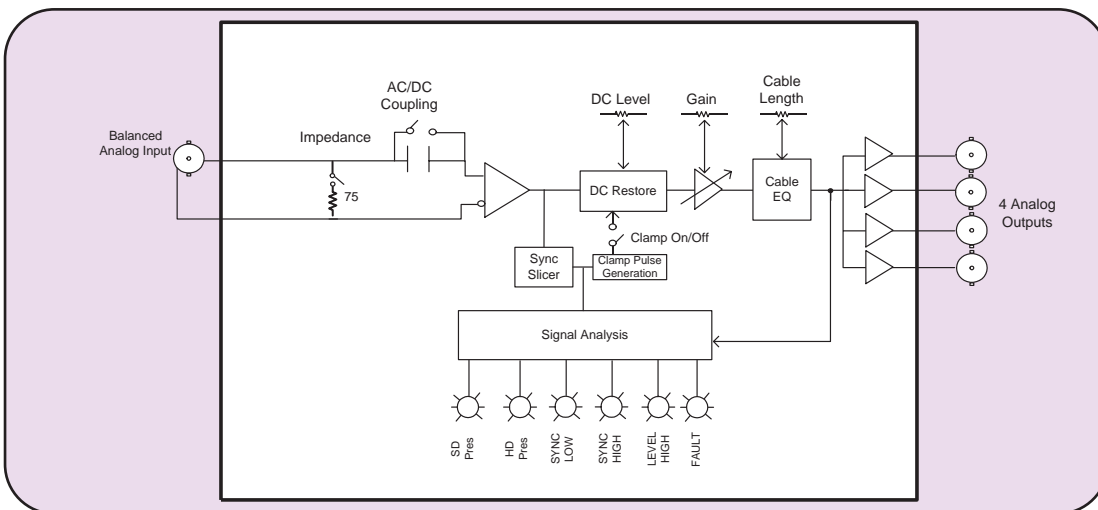 AC/DC
Coupling
DC Level
Gain
Cable
Length
Balanced
Analog Input
Impedance
75
DC Restore
Cable
EQ
4 Analog
Outputs
Clamp On/Off
Sync
Slicer
Clamp Pulse
Generation
Signal Analysis
SD
Pres
HD
Pres
SYNC
LOW
SYNC
HIGH
LEVEL
HIGH
FAULT